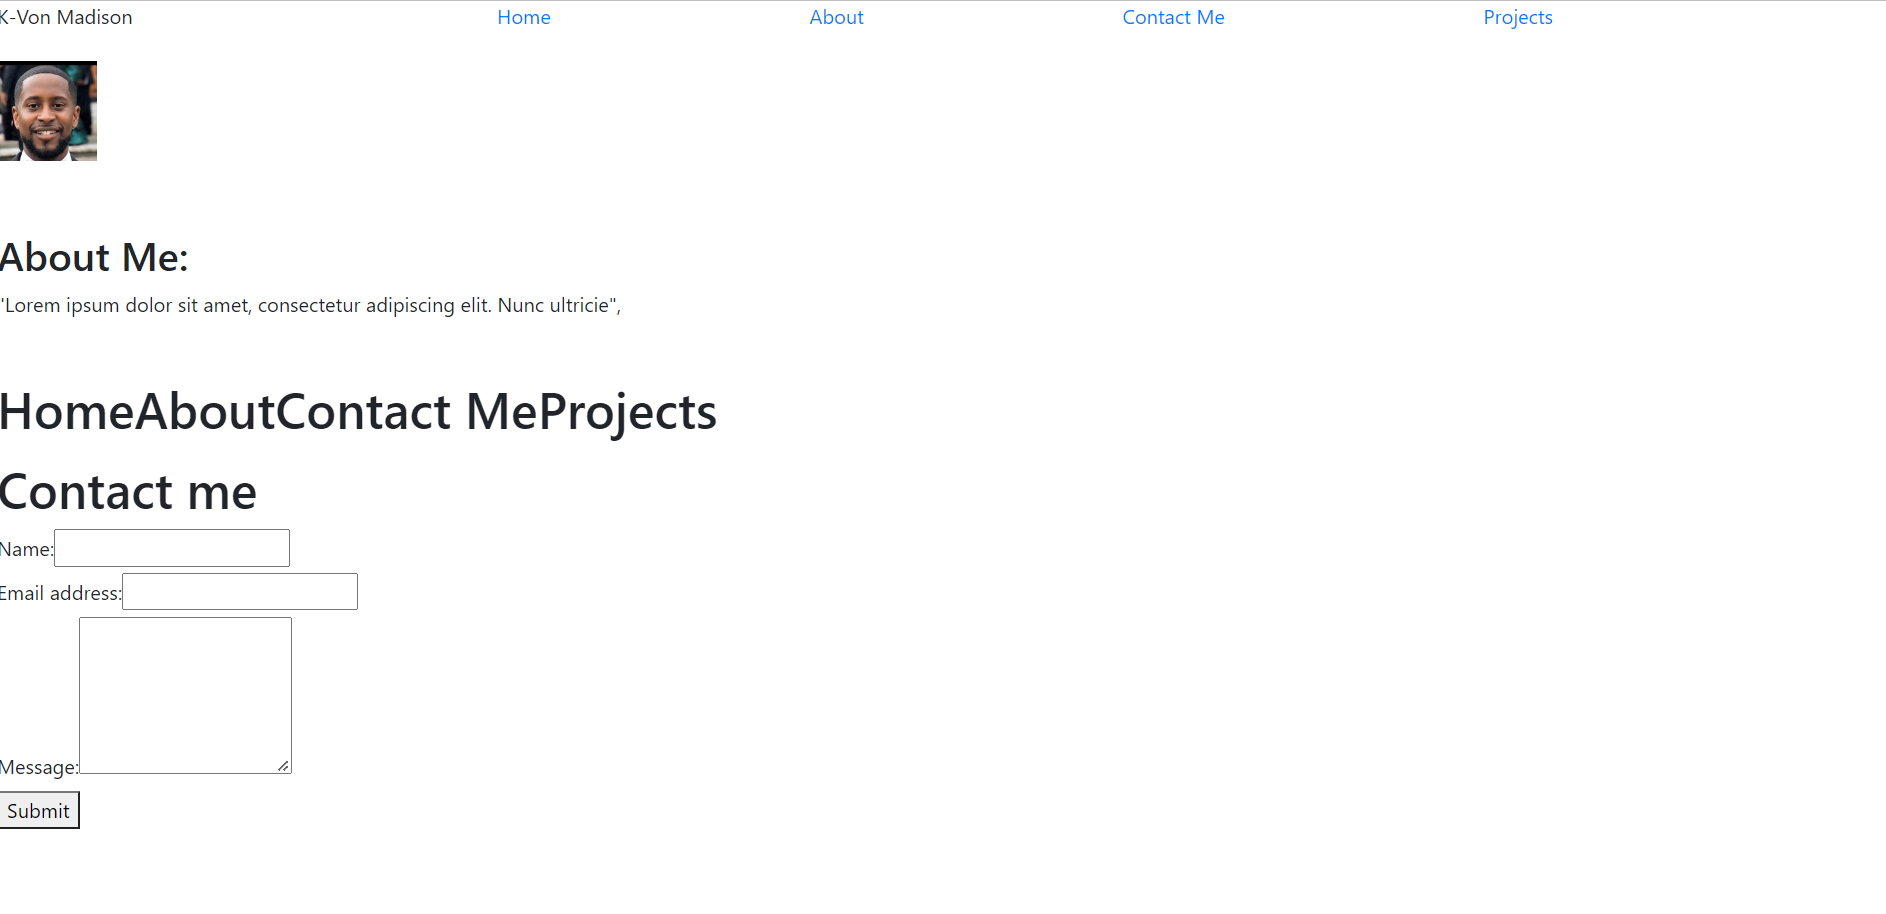 K-Von Madison Home About Contact Me Projects
About Me:
"Lorem ipsum dolor sit amet, consectetur adipiscing elit. Nunc ultricie",
HomeAboutContact MeProjects
Contact me
Name:
Email address:
Message:
Submit